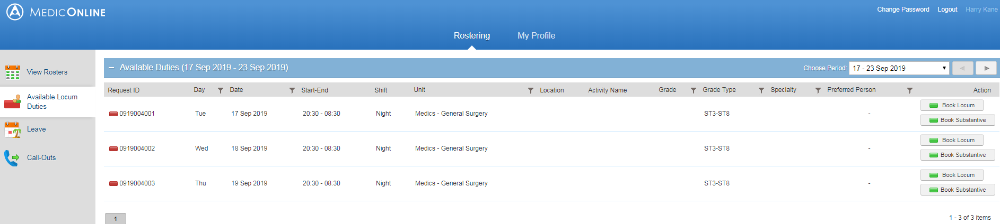 MEDICONLINE
Change Password Logout Harry Kane
Rostering My Profile
View Rosters
Available Locum
Duties
Leave
Call-Outs
Available Duties (17 Sep 2019 - 23 Sep 2019)
Choose Period: 17 - 23 Sep 2019
Request ID Day Date Start-End Shift Unit Location Activity Name Grade Grade Type Specialty Preferred Person Action
0919004001 Tue 17 Sep 2019 20:30 - 08:30 Night Medics - General Surgery ST3-ST8 - Book Locum
Book Substantive
0919004002 Wed 18 Sep 2019 20:30 - 08:30 Night Medics - General Surgery ST3-ST8 - Book Locum
Book Substantive
0919004003 Thu 19 Sep 2019 20:30 - 08:30 Night Medics - General Surgery ST3-ST8 - Book Locum
Book Substantive
1 1 - 3 of 3 items